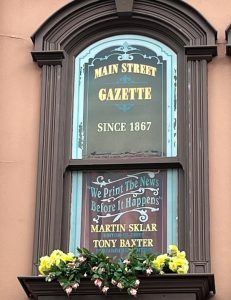 MAIN STREET
GAZETTE
SINCE 1867
"We Print The News
Before It Happens"
MARTIN SKLAR
TONY BAXTER